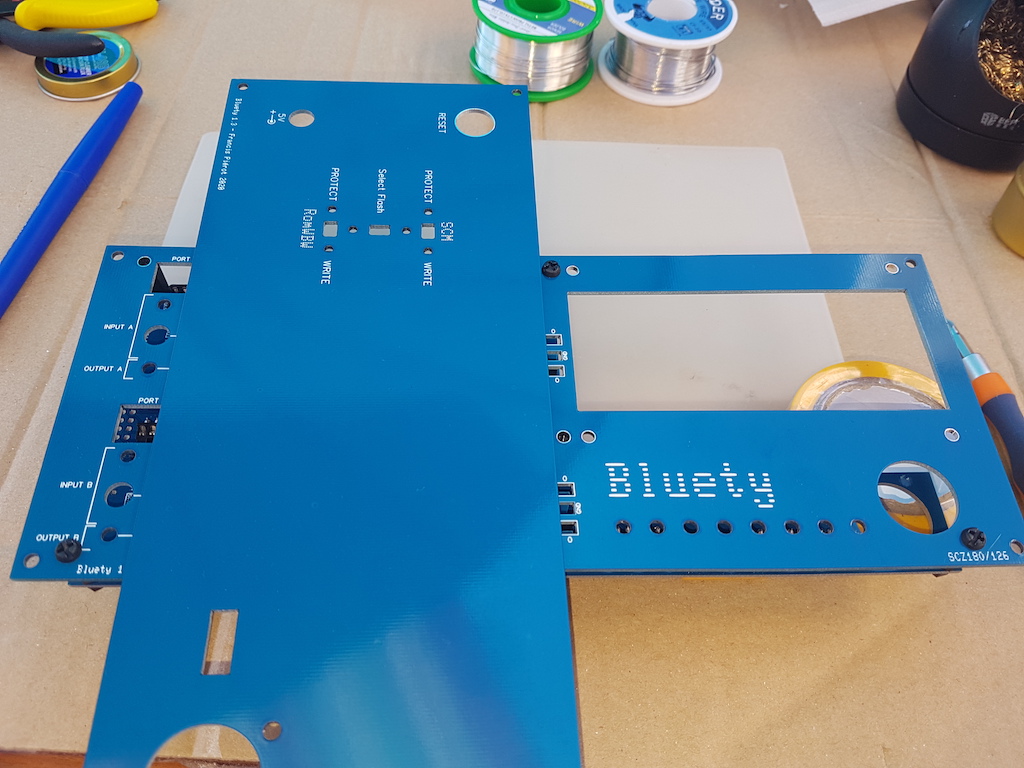 Bluety 1.3 - Francis Pierot 2020
5V
RESET
PROTECT
Select Flash
PROTECT
RomWBW
SCM
WRITE
WRITE
PORT
INPUT A
OUTPUT A
PORT
INPUT B
OUTPUT B
Bluety 1
Bluety
SCZ180/126